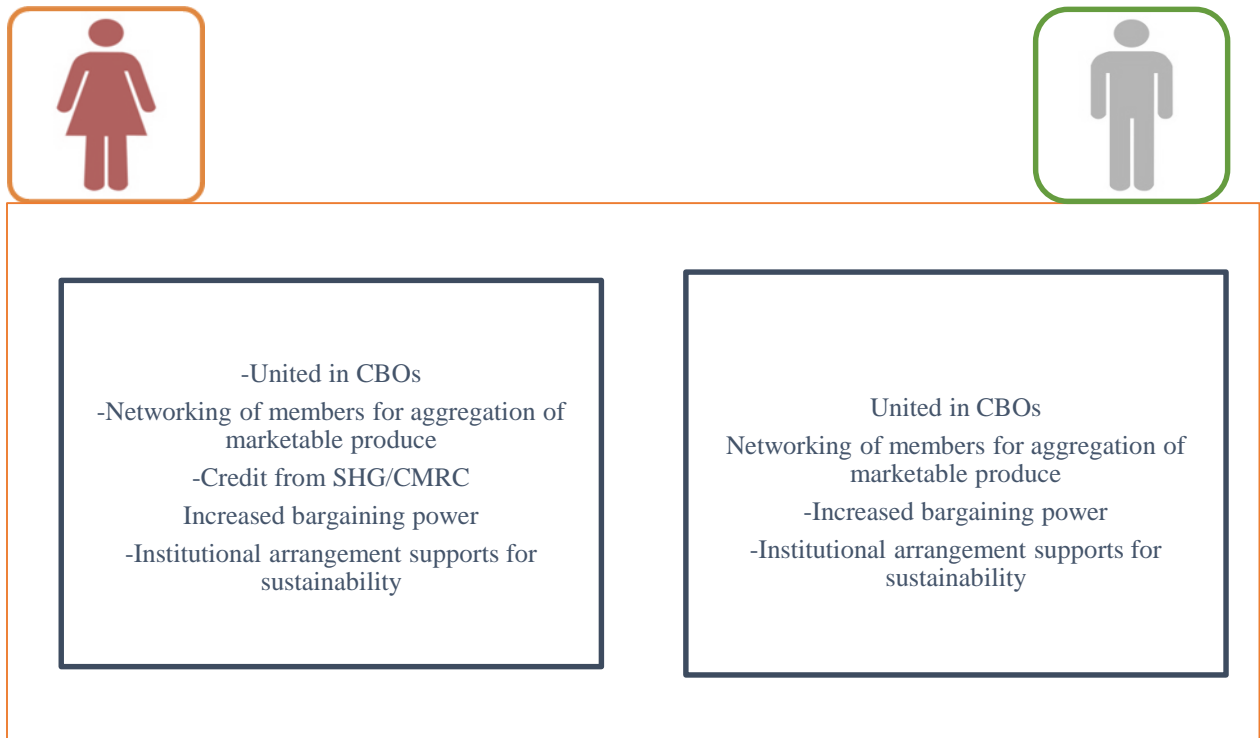 -United in CBOs
-Networking of members for aggregation of
marketable produce
-Credit from SHG/CMRC
Increased bargaining power
-Institutional arrangement supports for
sustainability
United in CBOs
Networking of members for aggregation of
marketable produce
-Increased bargaining power
-Institutional arrangement supports for
sustainability